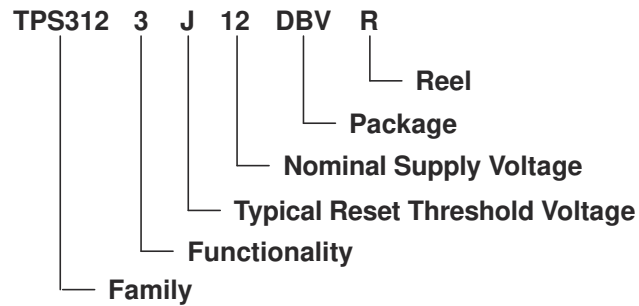 TPS312 3 J 12 DBV R
Reel
Package
Nominal Supply Voltage
Typical Reset Threshold Voltage
Functionality
Family